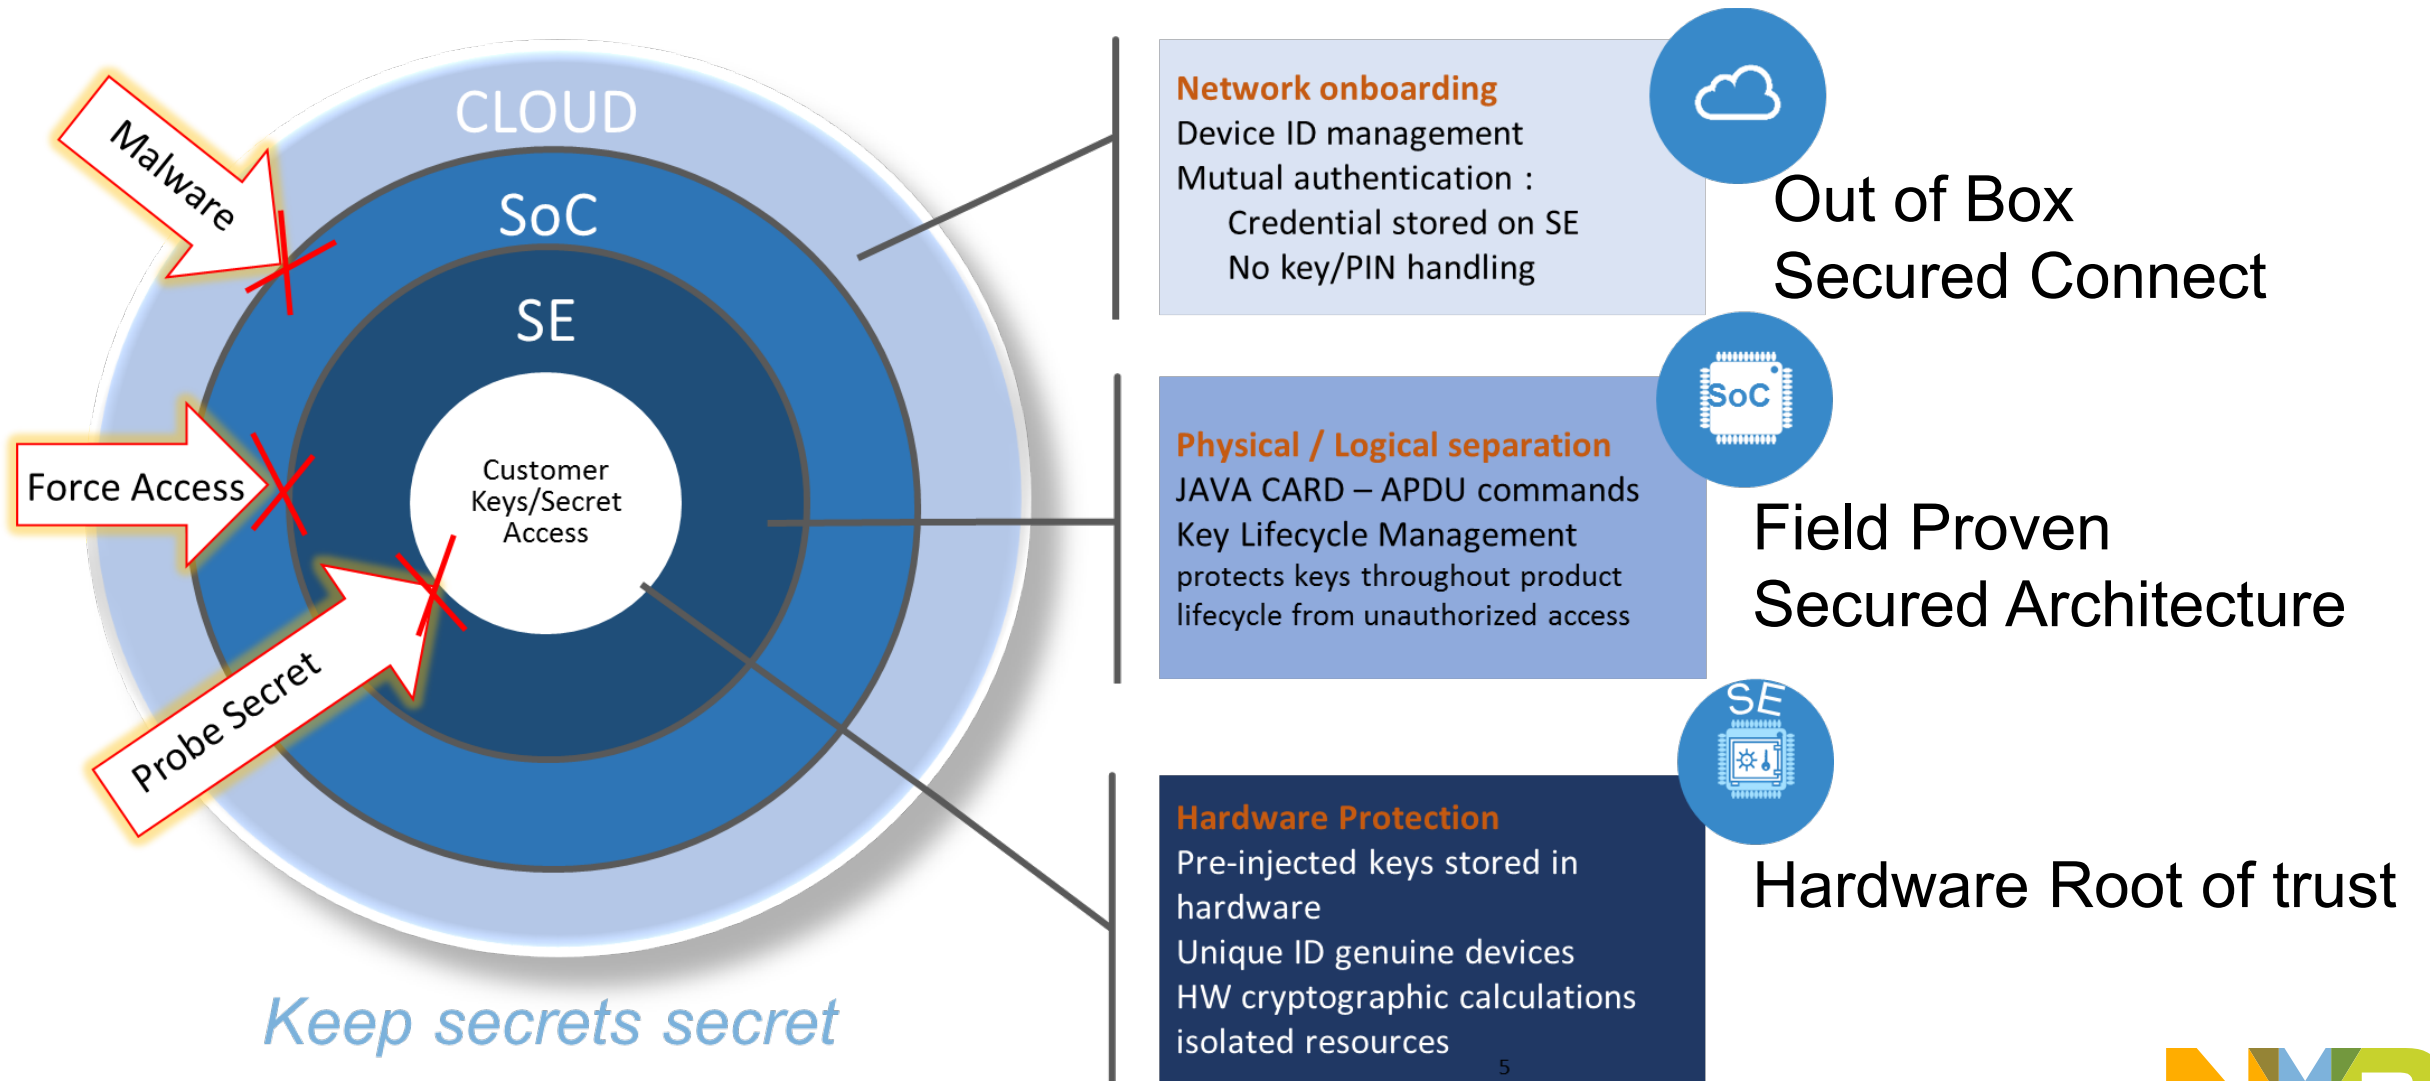 CLOUD
SoC
SE
Customer
Keys/Secret
Access
Malware
Force Access
Probe Secret
Keep secrets secret
Network onboarding
Device ID management
Mutual authentication :
Credential stored on SE
No key/PIN handling
Out of Box
Secured Connect
Physical / Logical separation
JAVA CARD – APDU commands
Key Lifecycle Management
protects keys throughout product
lifecycle from unauthorized access
SoC
Field Proven
Secured Architecture
Hardware Protection
Pre-injected keys stored in
hardware
Unique ID genuine devices
HW cryptographic calculations
isolated resources
SE
Hardware Root of trust
5